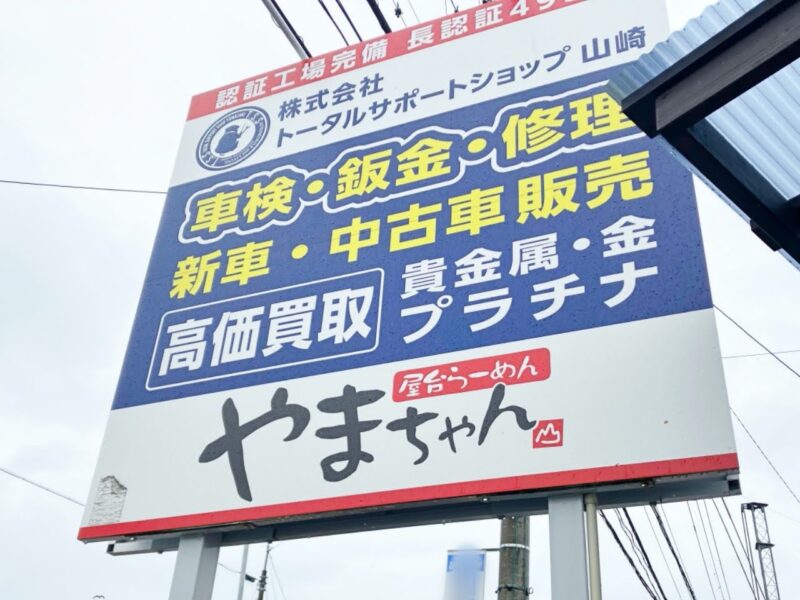 認証工場完備 長認証49
株式会社
トータルサポートショップ 山崎
車検・鈑金・修理
新車・中古車販売
高価買取
貴金属・金
プラチナ
屋台らーめん
やまちゃん
山